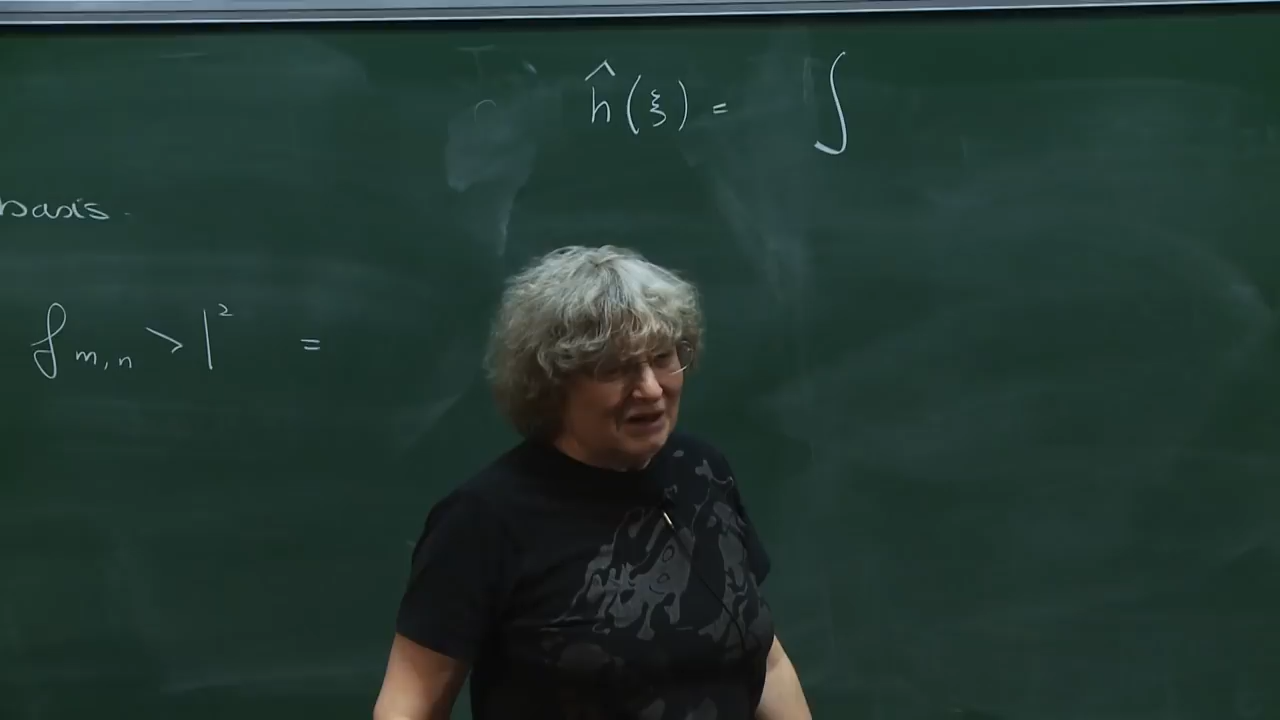 ĥ(ξ) = ∫
basis.
f_{m,n} >|² =